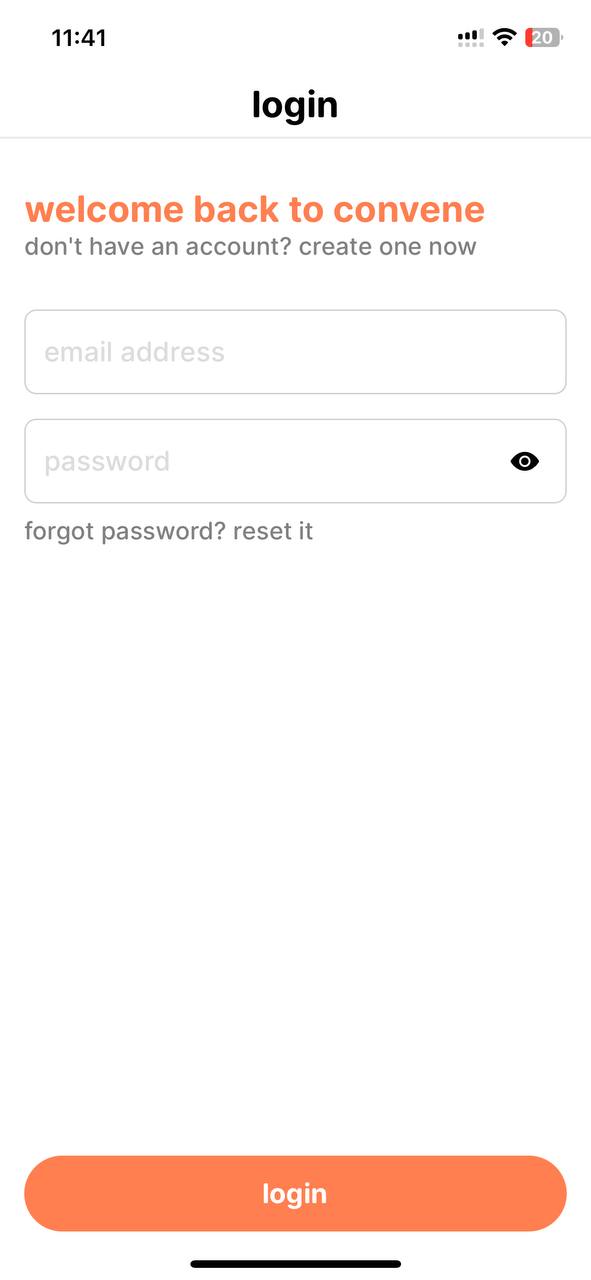 11:41
20
login
welcome back to convene
don't have an account? create one now
email address
password
forgot password? reset it
login